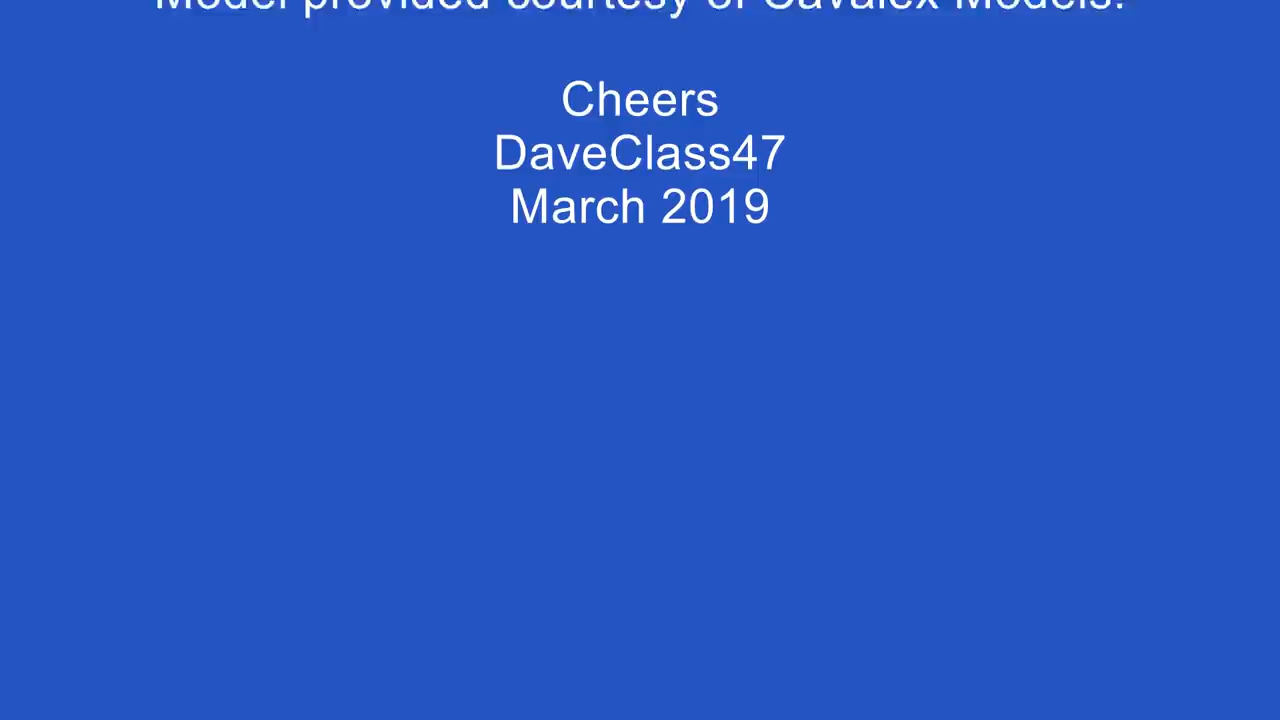 Model provided courtesy of Cavalex Models.
Cheers
DaveClass47
March 2019